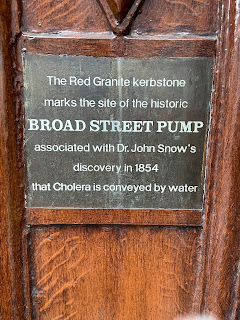 The Red Granite kerbstone
marks the site of the historic
BROAD STREET PUMP
associated with Dr. John Snow's
discovery in 1854
that Cholera is conveyed by water